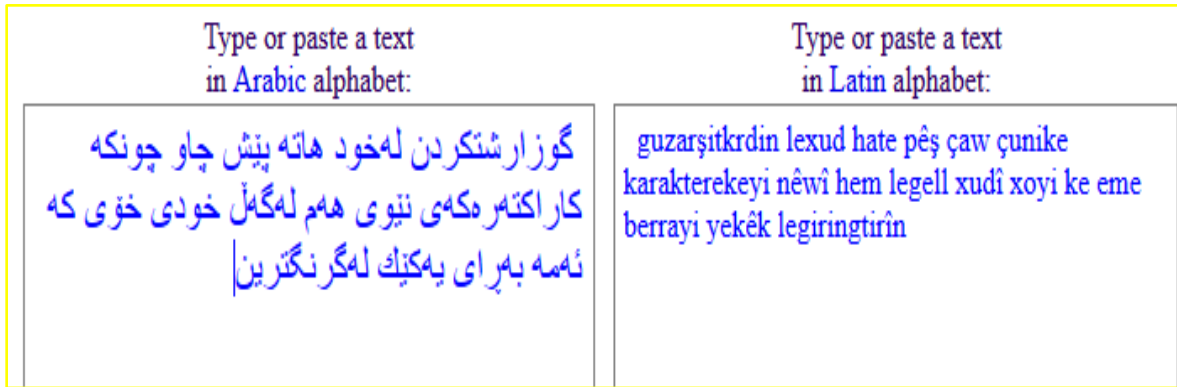 Type or paste a text
in Arabic alphabet:
گوزارشتکردن لەخود هاتە پێش چاو چونکە
کاراکتەرەکەی نێوی هەم لەگەڵ خودی خۆی کە
ئەمە بەڕای یەکێك لەگرنگترین
Type or paste a text
in Latin alphabet:
guzarşitkrdin lexud hate pêş çaw çunike
karakterekeyi nêwî hem legell xudî xoyi ke eme
berrayi yekêk legiringtirîn